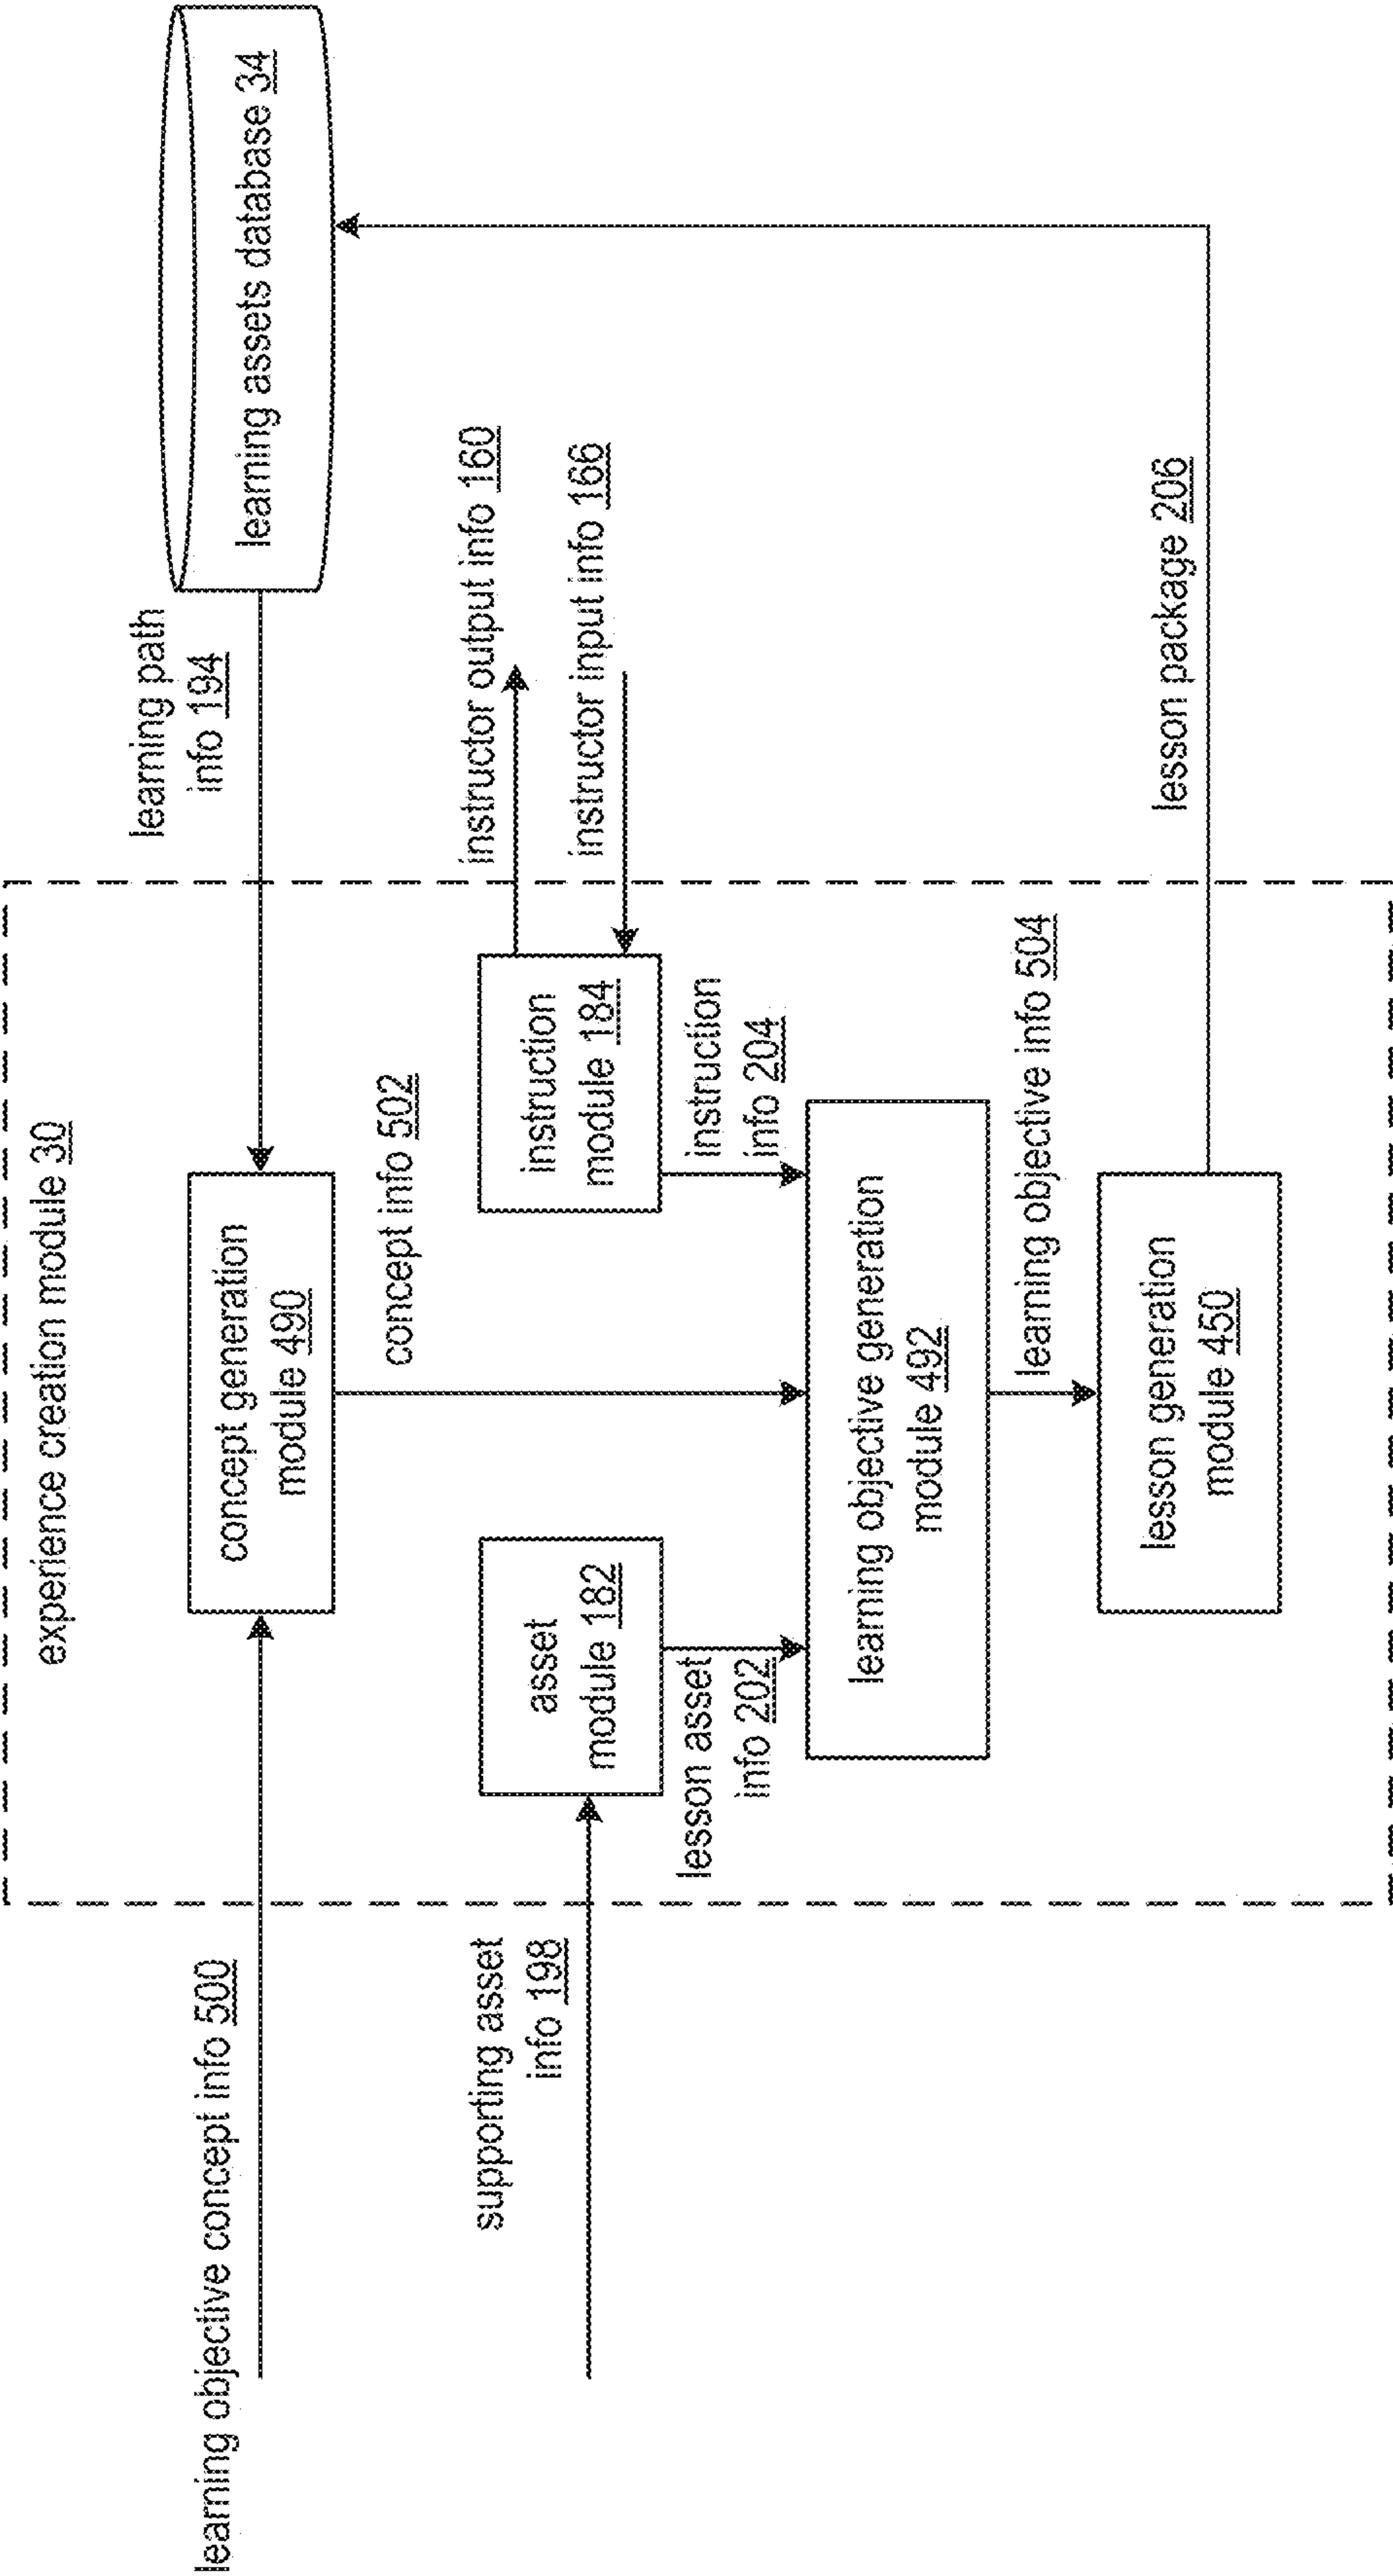 experience creation module 30
learning objective concept info 500
concept generation
module 490
learning path
info 194
learning assets database 34
concept info 502
supporting asset
info 198
asset
module 182
instruction
module 184
instructor output info 160
instructor input info 166
lesson asset
info 202
instruction
info 204
learning objective generation
module 492
learning objective info 504
lesson generation
module 450
lesson package 206